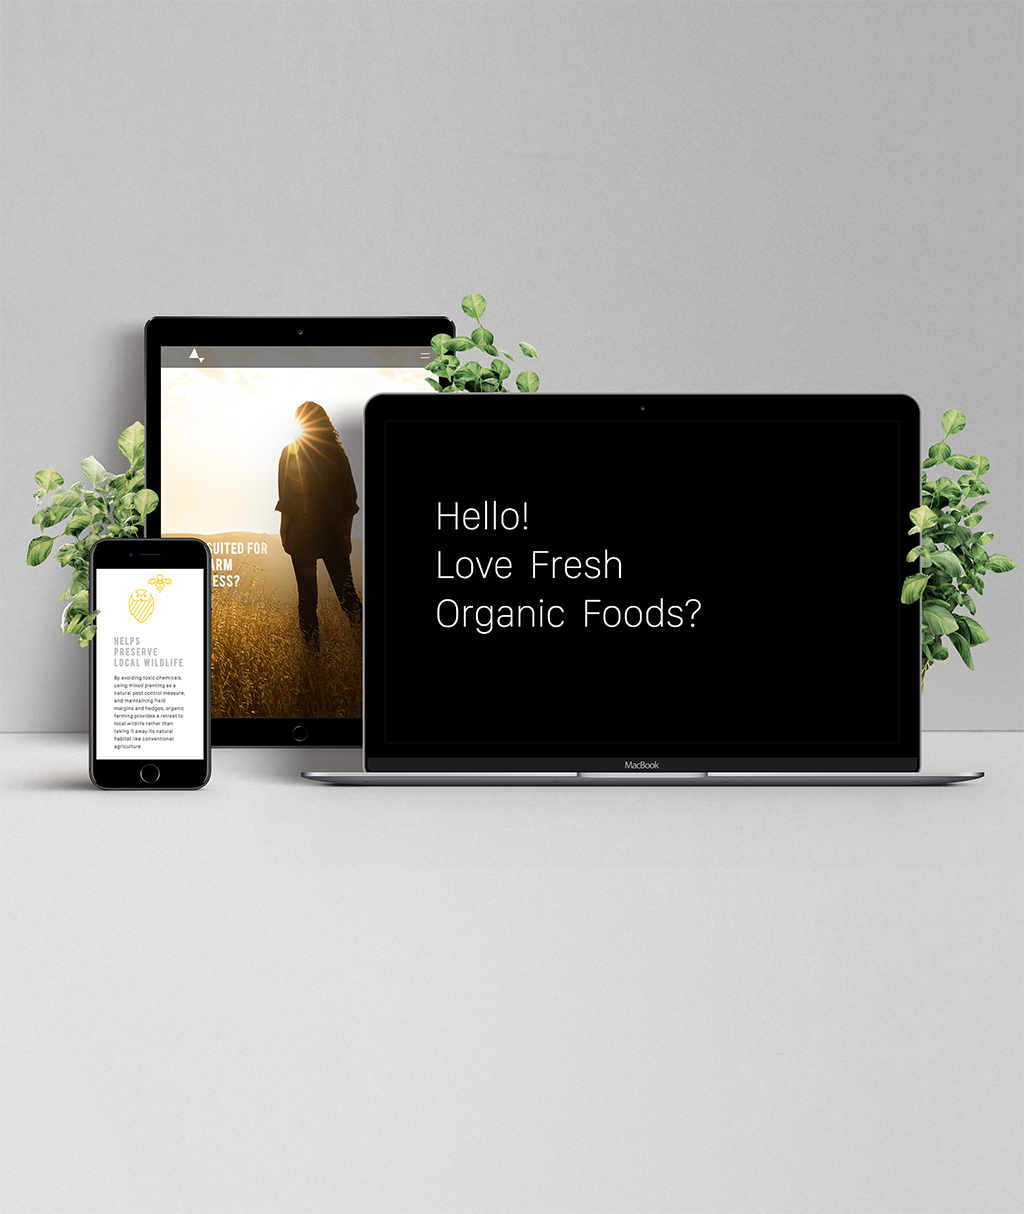 SUITED FOR
ARM
ESS?
Hello!
Love Fresh
Organic Foods?
MacBook
HELPS
PRESERVE
LOCAL WILDLIFE
By avoiding toxic chemicals,
using mixed planting as a
natural pest control measure,
and maintaining field
margins and hedges, organic
farming provides a retreat to
local wildlife rather than
taking it away its natural
habitat like conventional
agriculture.